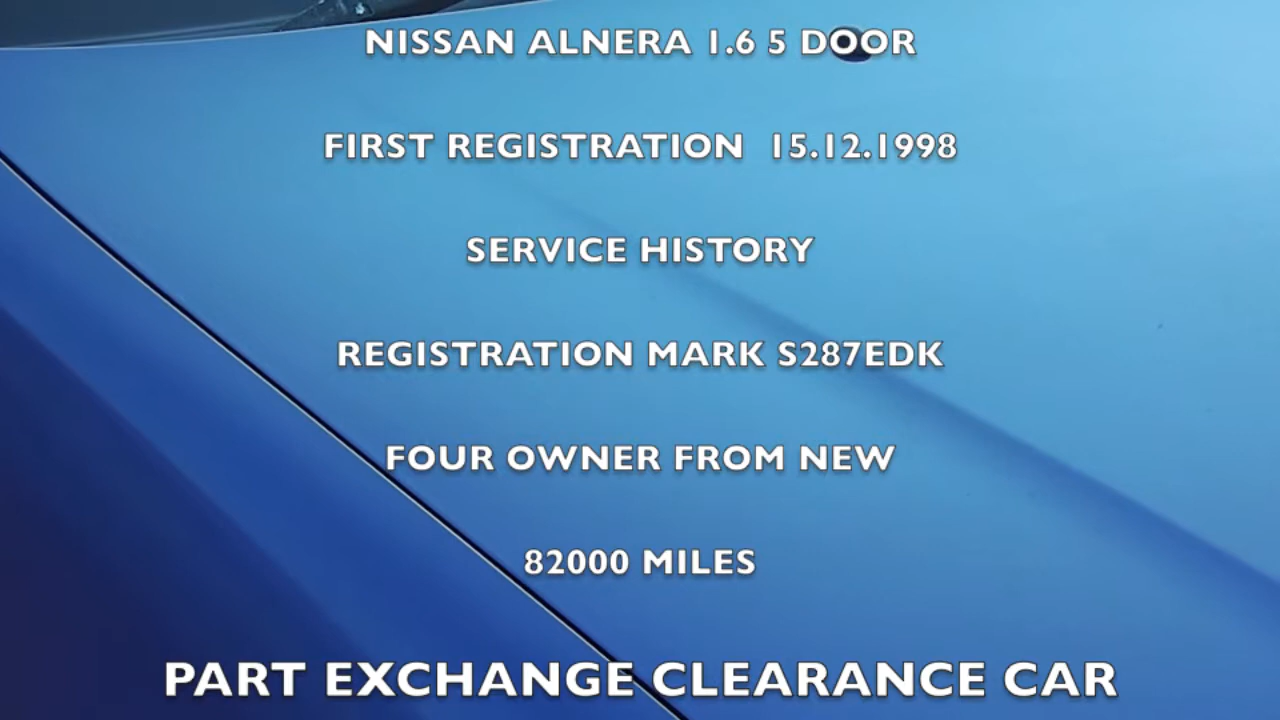 NISSAN ALNERA 1.6 5 DOOR
FIRST REGISTRATION 15.12.1998
SERVICE HISTORY
REGISTRATION MARK S287EDK
FOUR OWNER FROM NEW
82000 MILES
PART EXCHANGE CLEARANCE CAR